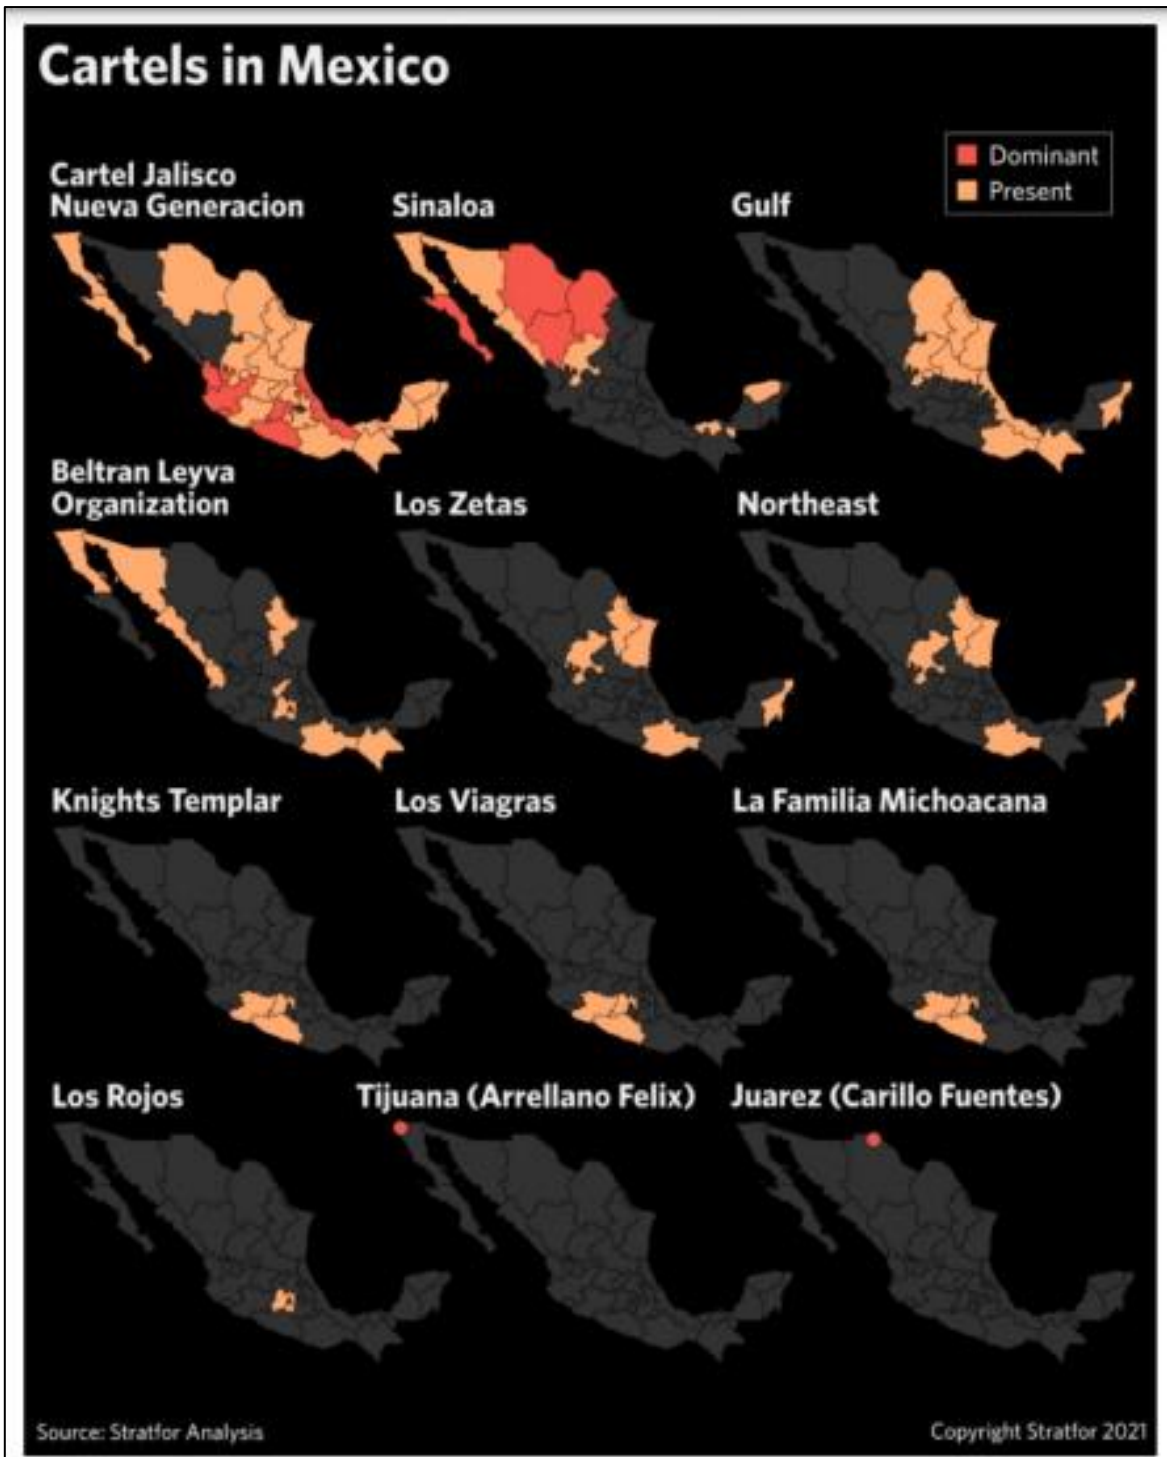 Cartels in Mexico
Dominant
Present
Cartel Jalisco
Nueva Generacion
Sinaloa
Gulf
Beltran Leyva
Organization
Los Zetas
Northeast
Knights Templar
Los Viagras
La Familia Michoacana
Los Rojos
Tijuana (Arrellano Felix)
Juarez (Carillo Fuentes)
Source: Stratfor Analysis
Copyright Stratfor 2021